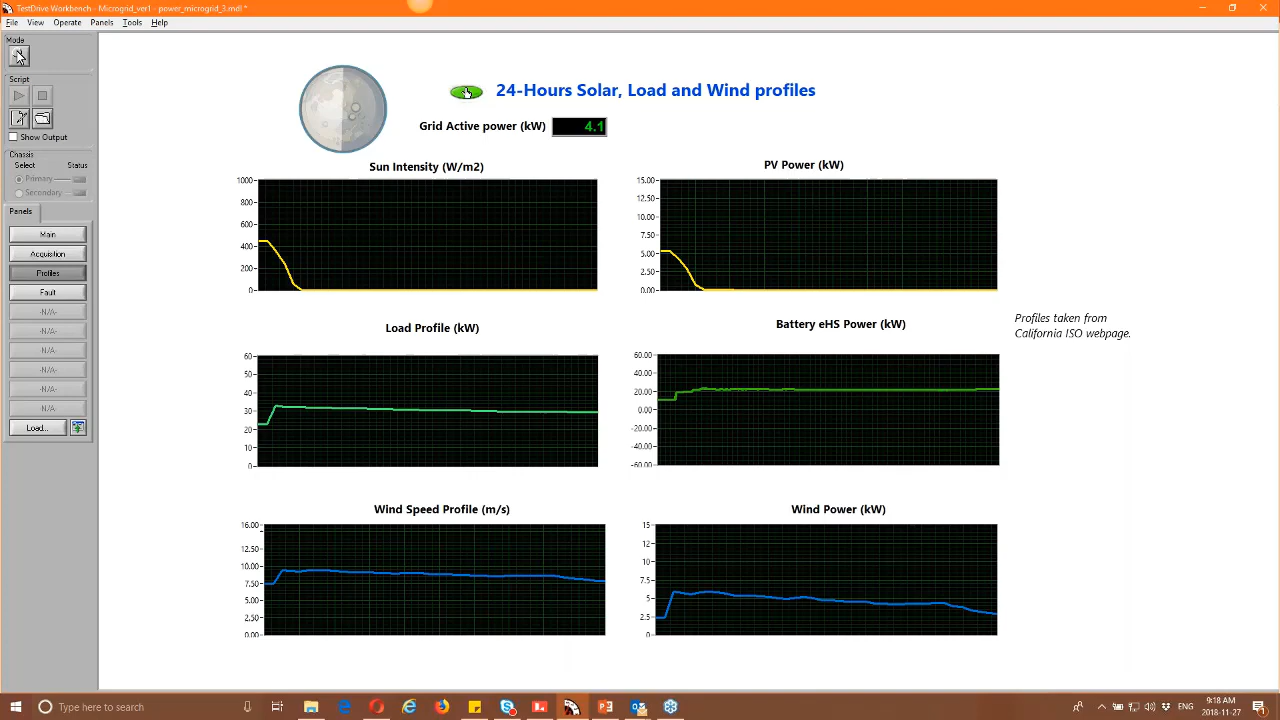 TestDrive Workbench - Microgrid_ver1 - power_microgrid_3.mdl *
File View Operate Panels Tools Help
Mode
Script
Show Output
Chassis
Select Status
Primary
Secondary
Panels
Main
Acquisition
Profiles
Fault
N/A
N/A
N/A
N/A
N/A
N/A
Load...
24-Hours Solar, Load and Wind profiles
Grid Active power (kW) 4.1
Sun Intensity (W/m2)
1000
800
600
400
200
0
PV Power (kW)
15.00
12.50
10.00
7.50
5.00
2.50
0.00
Load Profile (kW)
60
50
40
30
20
10
0
Battery eHS Power (kW)
60.00
40.00
20.00
0.00
-20.00
-40.00
-60.00
Profiles taken from
California ISO webpage.
Wind Speed Profile (m/s)
16.00
12.50
10.00
7.50
5.00
2.50
0.00
Wind Power (kW)
15
12
10
7.5
5
2.5
0
Type here to search
ENG
9:18 AM
2018-11-27